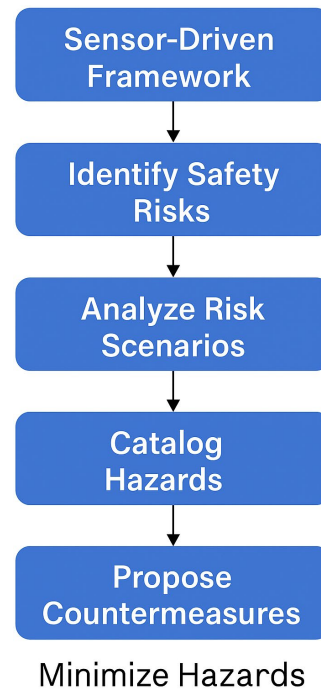 Sensor-Driven
Framework
Identify Safety
Risks
Analyze Risk
Scenarios
Catalog
Hazards
Propose
Countermeasures
Minimize Hazards